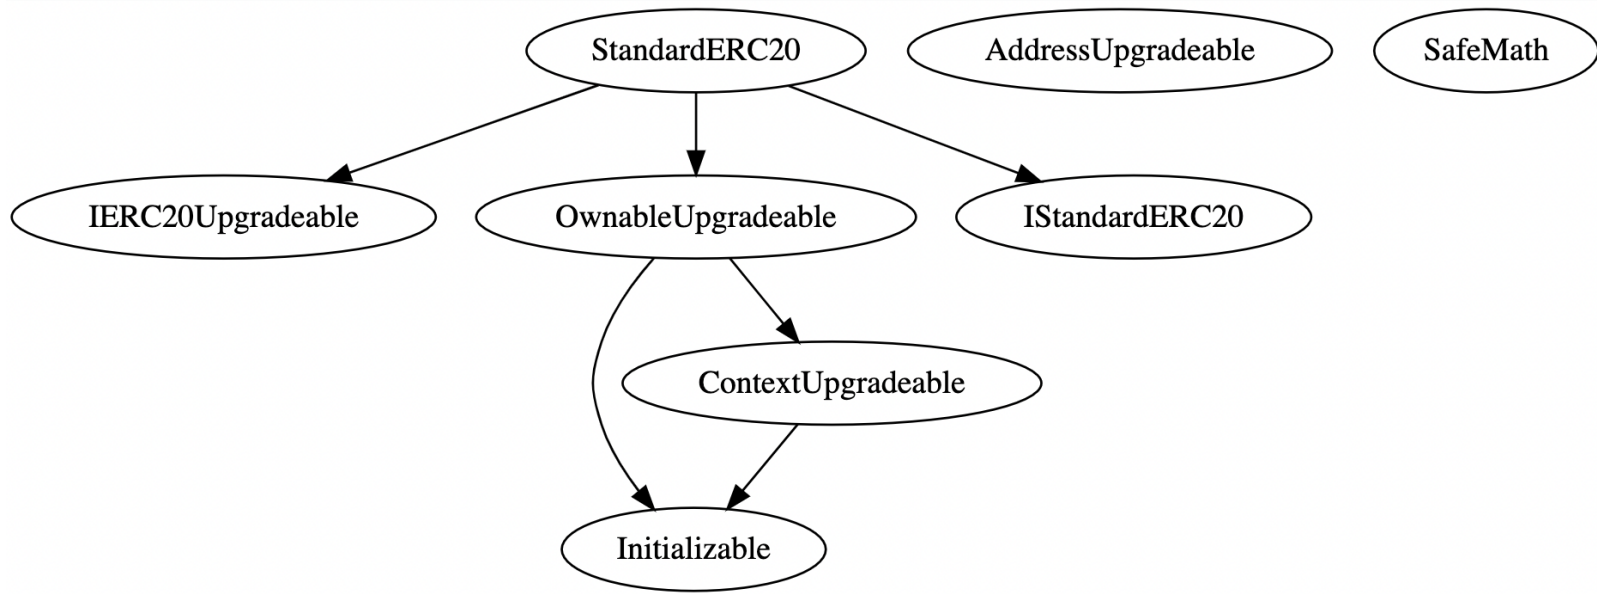 StandardERC20
AddressUpgradeable
SafeMath
IERC20Upgradeable
OwnableUpgradeable
IStandardERC20
ContextUpgradeable
Initializable